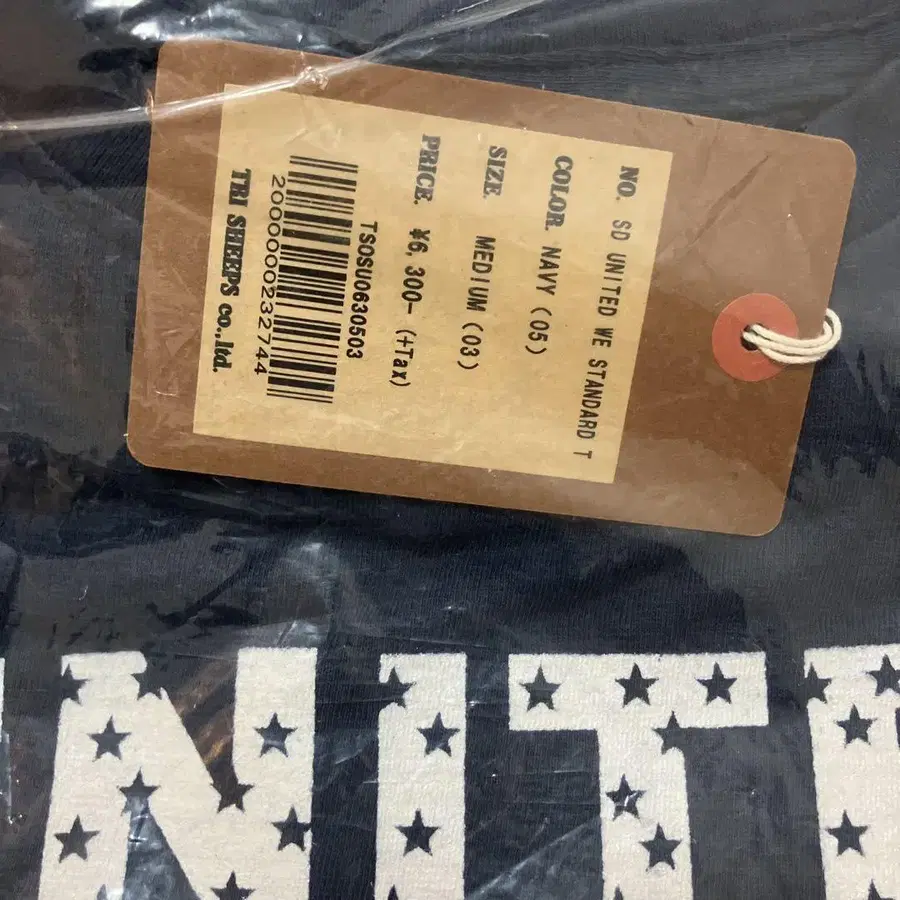 NO. SD UNITED WE STANDARD T
COLOR. NAVY (05)
SIZE. MEDIUM (03)
PRICE. ¥6,300- (+Tax)
TSOSU0630503
2000000232744
TRI SHEEPS co.,ltd.
NITE